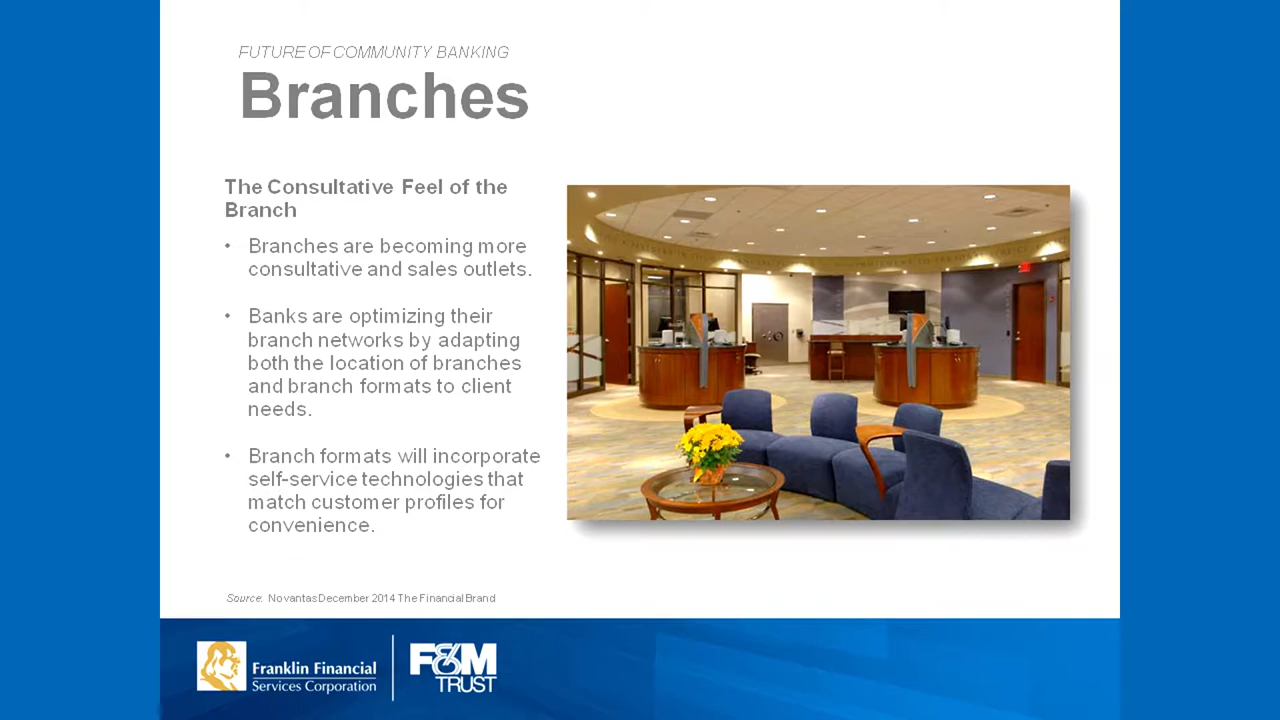 FUTURE OF COMMUNITY BANKING
Branches
The Consultative Feel of the
Branch
• Branches are becoming more
consultative and sales outlets.
• Banks are optimizing their
branch networks by adapting
both the location of branches
and branch formats to client
needs.
• Branch formats will incorporate
self-service technologies that
match customer profiles for
convenience.
Source: Novantas December 2014 The Financial Brand
Franklin Financial
Services Corporation
F&M
TRUST